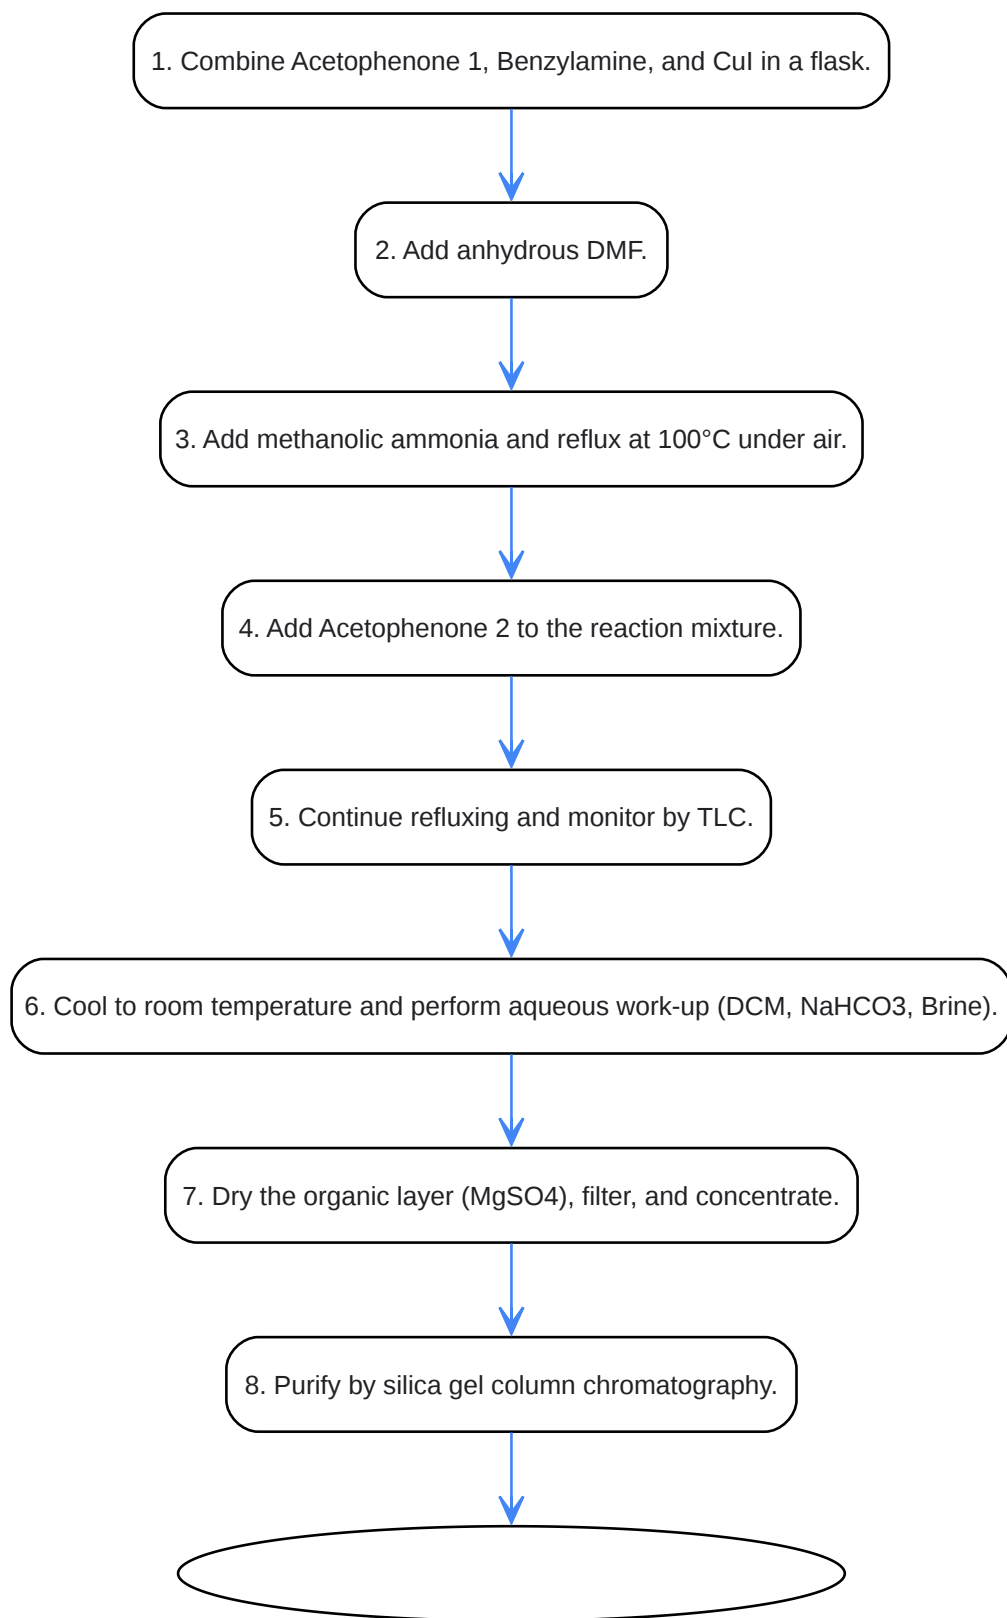 1. Combine Acetophenone 1, Benzylamine, and CuI in a flask.
2. Add anhydrous DMF.
3. Add methanolic ammonia and reflux at 100°C under air.
4. Add Acetophenone 2 to the reaction mixture.
5. Continue refluxing and monitor by TLC.
6. Cool to room temperature and perform aqueous work-up (DCM, NaHCO3, Brine).
7. Dry the organic layer (MgSO4), filter, and concentrate.
8. Purify by silica gel column chromatography.